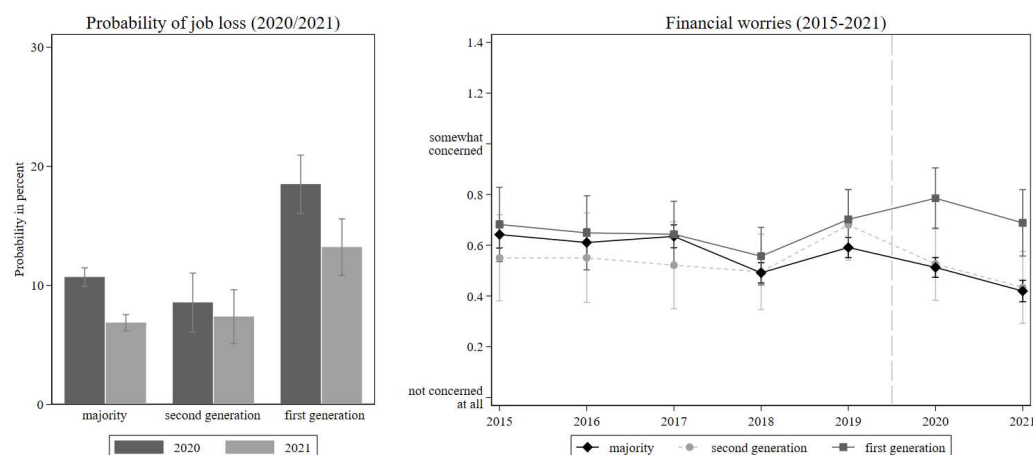 Probability of job loss (2020/2021)
Probability in percent
30
20
10
0
majority
second generation
first generation
2020
2021
Financial worries (2015-2021)
1.4
1.2
somewhat
concerned
0.8
0.6
0.4
0.2
not concerned
at all
2015
2016
2017
2018
2019
2020
2021
majority
second generation
first generation